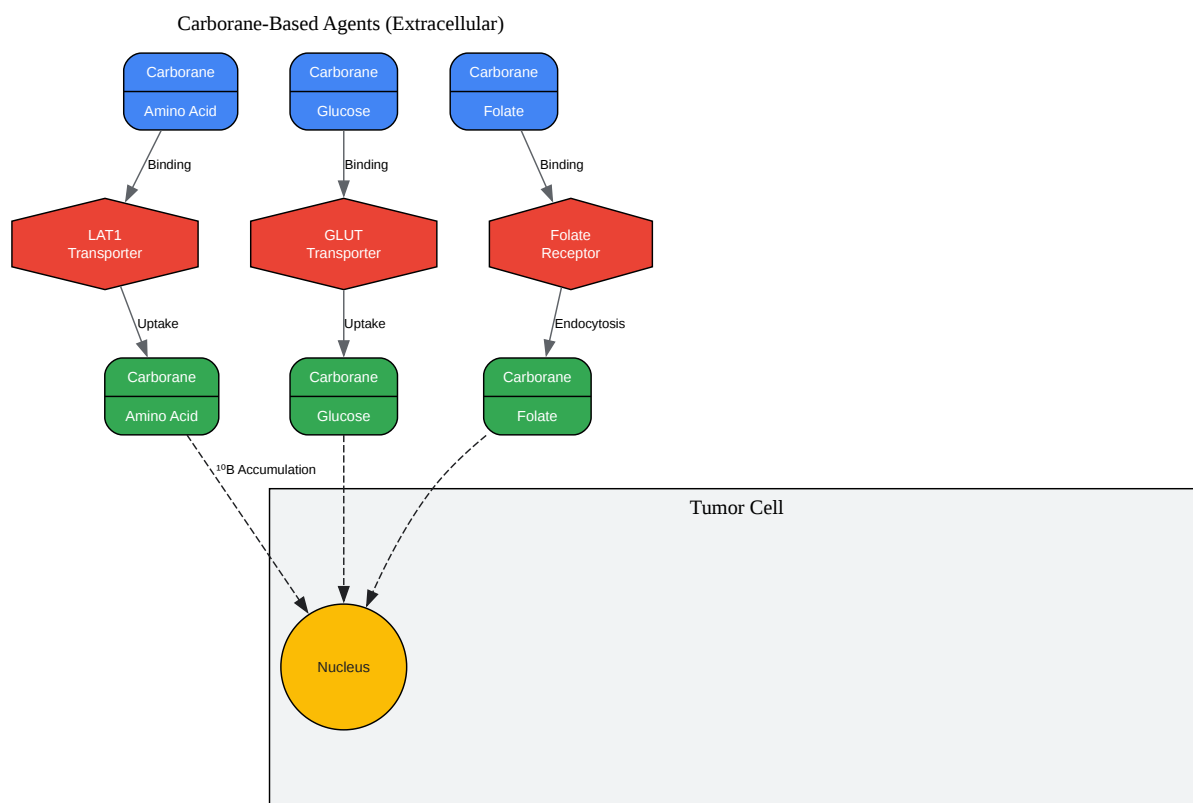 Carborane-Based Agents (Extracellular)
Carborane
Amino Acid
Carborane
Glucose
Carborane
Folate
Binding
Binding
Binding
LAT1
Transporter
GLUT
Transporter
Folate
Receptor
Uptake
Uptake
Endocytosis
Carborane
Amino Acid
Carborane
Glucose
Carborane
Folate
¹⁰B Accumulation
Tumor Cell
Nucleus